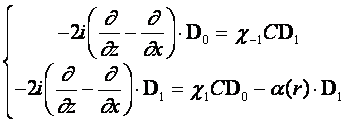 -2i(∂/∂z - ∂/∂x)·D₀ = χ₋₁CD₁
-2i(∂/∂z - ∂/∂x)·D₁ = χ₁CD₀ - α(r)·D₁